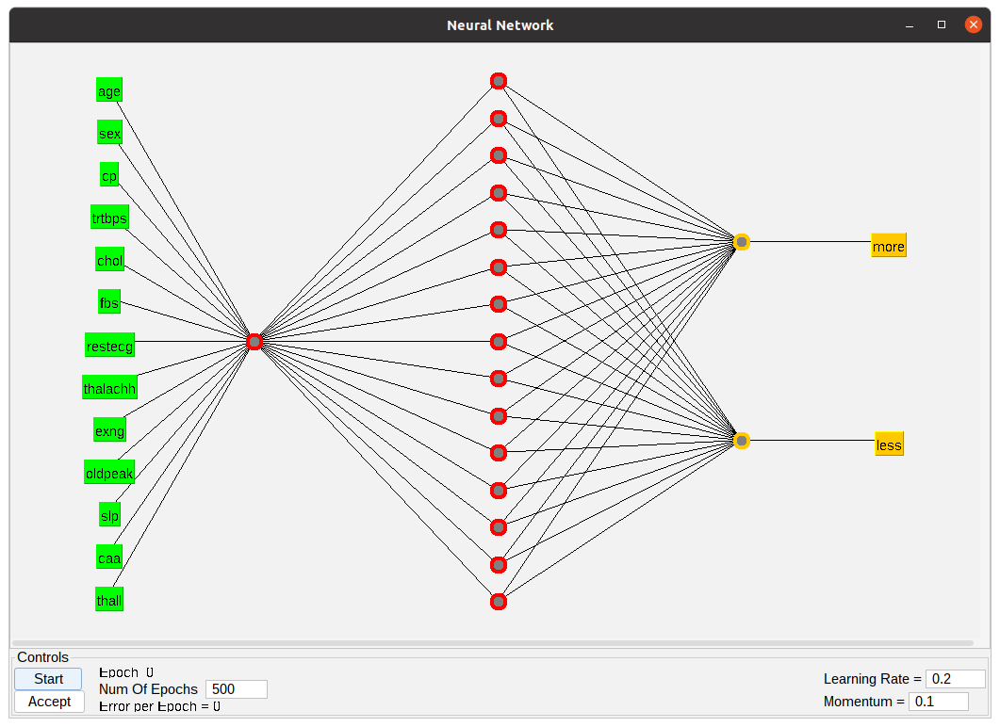 Neural Network
age
sex
cp
trtbps
chol
fbs
restecg
thalachh
exng
oldpeak
slp
caa
thall
more
less
Controls
Start
Accept
Epoch 0
Num Of Epochs 500
Error per Epoch = 0
Learning Rate = 0.2
Momentum = 0.1